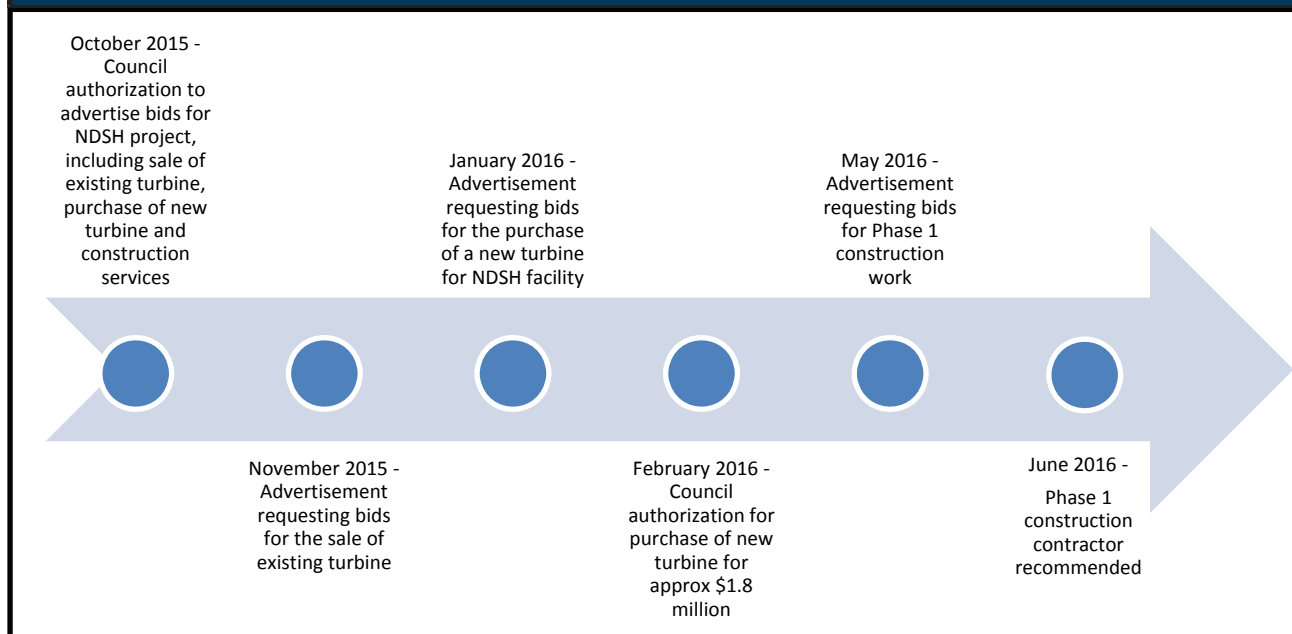 October 2015 -
Council
authorization to
advertise bids for
NDSH project,
including sale of
existing turbine,
purchase of new
turbine and
construction
services
November 2015 -
Advertisement
requesting bids
for the sale of
existing turbine
January 2016 -
Advertisement
requesting bids
for the purchase
of a new turbine
for NDSH facility
February 2016 -
Council
authorization for
purchase of new
turbine for
approx $1.8
million
May 2016 -
Advertisement
requesting bids
for Phase 1
construction
work
June 2016 -
Phase 1
construction
contractor
recommended